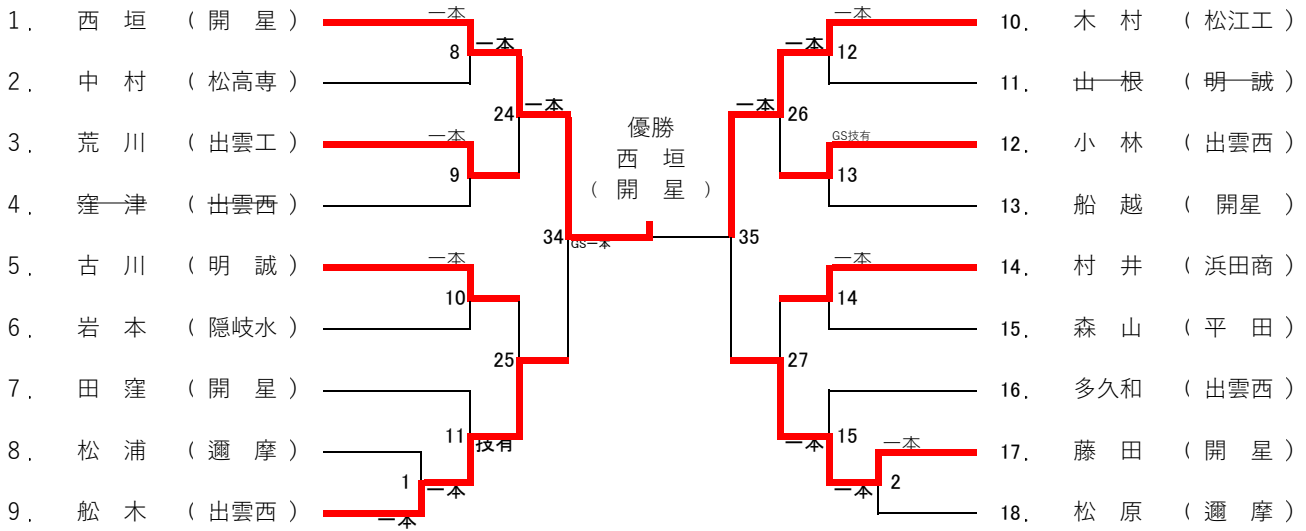 1. 西 垣 ( 開 星 )
一本
8
一本
2. 中 村 ( 松高専 )
24
一本
3. 荒 川 ( 出雲工 )
一本
9
4. 窪 津 ( 出雲西 )
34
GS一本
5. 古 川 ( 明 誠 )
一本
10
6. 岩 本 ( 隠岐水 )
25
7. 田 窪 ( 開 星 )
11
技有
8. 松 浦 ( 邇 摩 )
1
一本
9. 舩 木 ( 出雲西 )
一本
優勝
西 垣
( 開 星 )
一本
10. 木 村 ( 松江工 )
一本
12
11. 山 根 ( 明 誠 )
一本
26
GS技有
12. 小 林 ( 出雲西 )
13
13. 船 越 ( 開星 )
35
一本
14. 村 井 ( 浜田商 )
14
15. 森 山 ( 平 田 )
27
16. 多久和 ( 出雲西 )
一本
15
一本
17. 藤 田 ( 開 星 )
一本
2
18. 松 原 ( 邇 摩 )